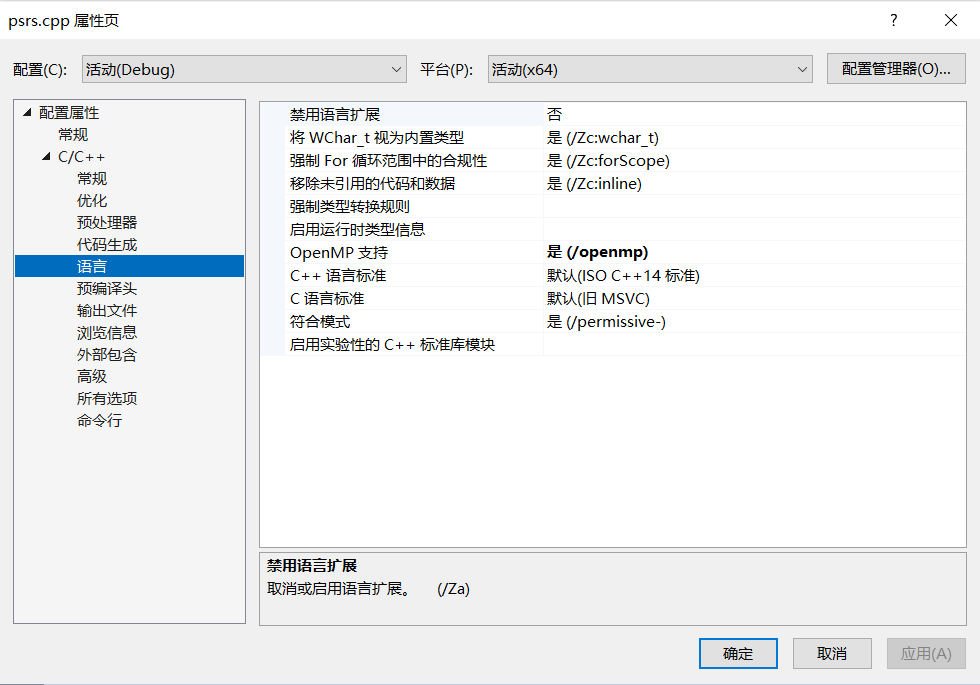 psrs.cpp 属性页 ?
配置(C): 活动(Debug) 平台(P): 活动(x64) 配置管理器(O)...
配置属性
常规
C/C++
常规
优化
预处理器
代码生成
语言
预编译头
输出文件
浏览信息
外部包含
高级
所有选项
命令行
禁用语言扩展 否
将 WChar_t 视为内置类型 是 (/Zc:wchar_t)
强制 For 循环范围中的合规性 是 (/Zc:forScope)
移除未引用的代码和数据 是 (/Zc:inline)
强制类型转换规则
启用运行时类型信息
OpenMP 支持 是 (/openmp)
C++ 语言标准 默认(ISO C++14 标准)
C 语言标准 默认(旧 MSVC)
符合模式 是 (/permissive-)
启用实验性的 C++ 标准库模块
禁用语言扩展
取消或启用语言扩展。 (/Za)
确定 取消 应用(A)